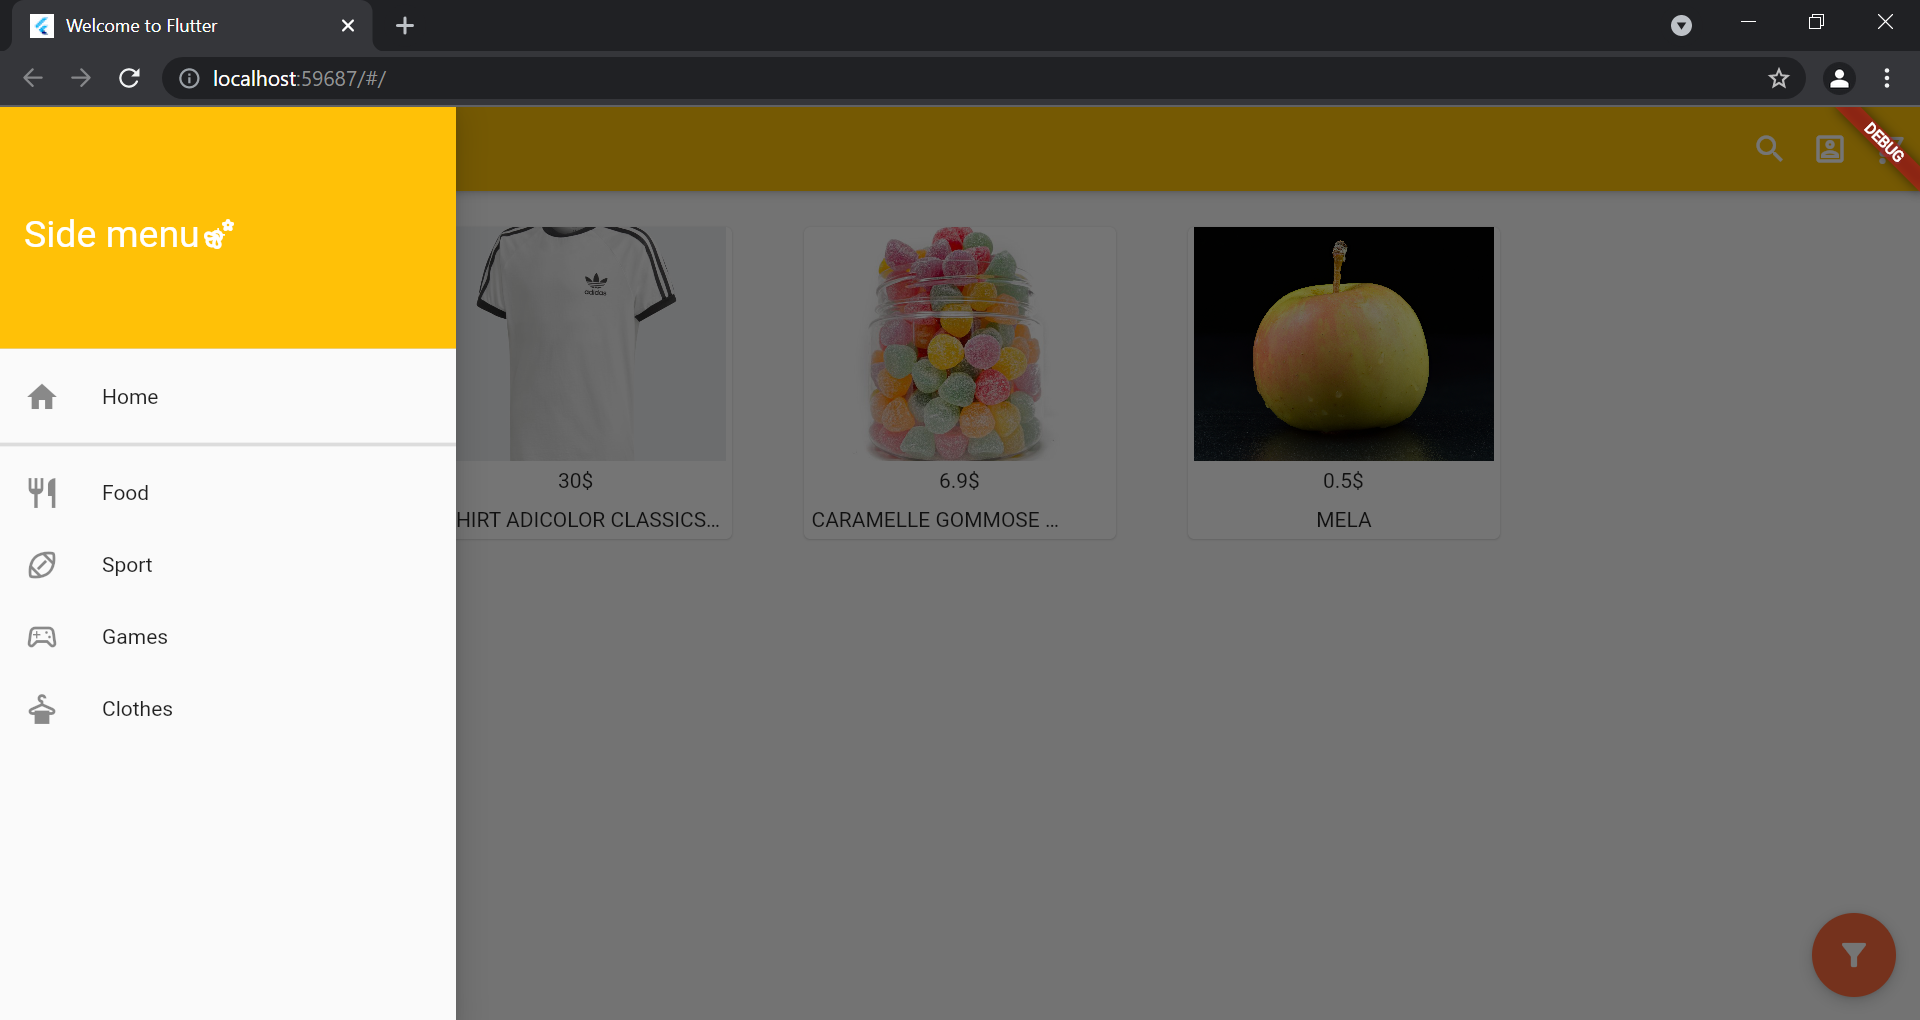 Welcome to Flutter
localhost:59687/#/
DEBUG
Side menu
Home
Food
Sport
Games
Clothes
adidas
30$
HIRT ADICOLOR CLASSICS...
6.9$
CARAMELLE GOMMOSE ...
0.5$
MELA